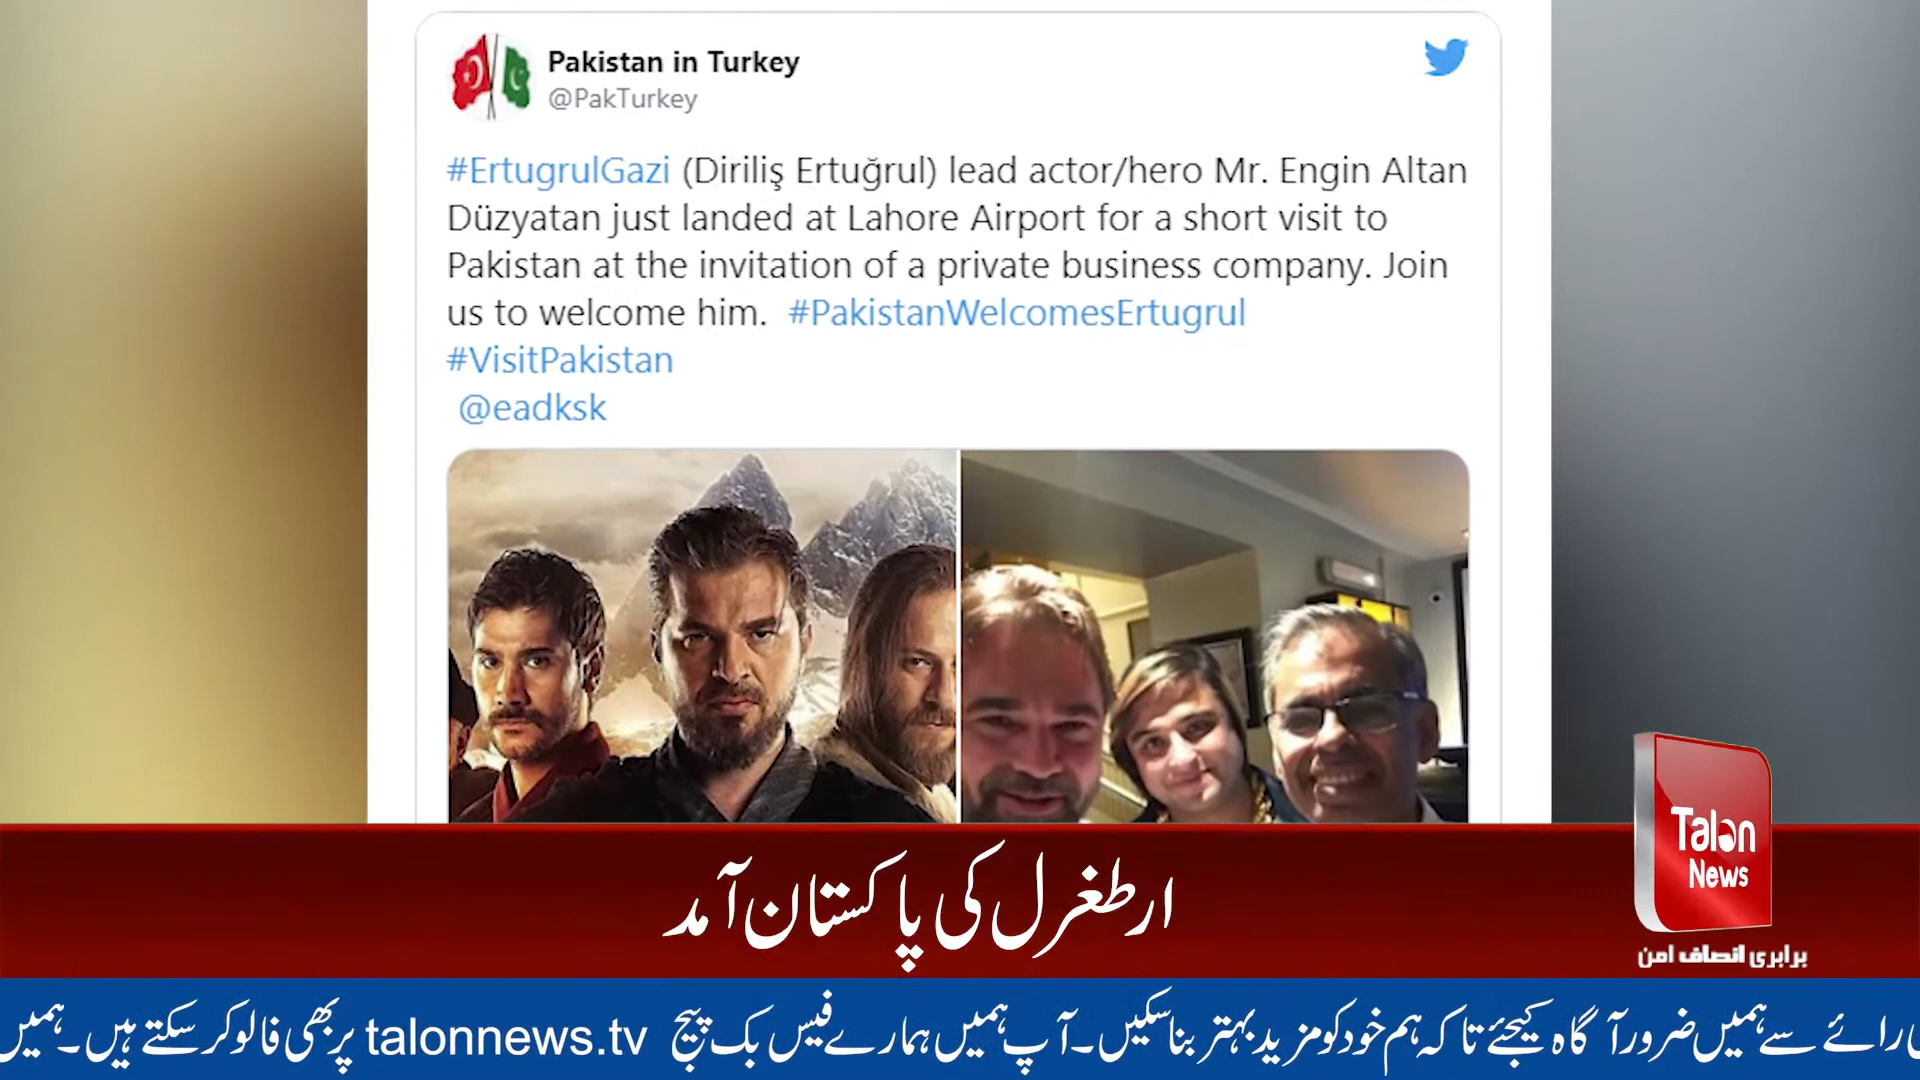 Pakistan in Turkey
@PakTurkey
#ErtugrulGazi (Diriliş Ertuğrul) lead actor/hero Mr. Engin Altan
Düzyatan just landed at Lahore Airport for a short visit to
Pakistan at the invitation of a private business company. Join
us to welcome him. #PakistanWelcomesErtugrul
#VisitPakistan
@eadksk
Talon
News
ارطغرل کی پاکستان آمد
برابری انصاف امن
رائے سے ہمیں ضرور آگاہ کیجئے تاکہ ہم خود کو مزید بہتر بنا سکیں۔ آپ ہمیں ہمارے فیس بک پیج talonnews.tv پر بھی فالو کر سکتے ہیں۔ ہمیں